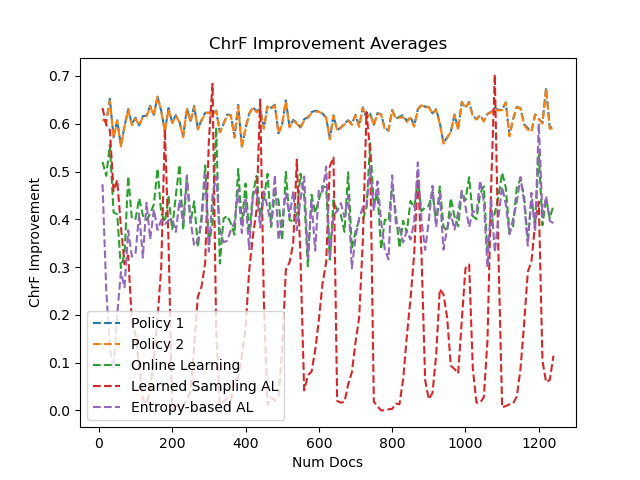 ChrF Improvement Averages
ChrF Improvement
0.7
0.6
0.5
0.4
0.3
0.2
0.1
0.0
Policy 1
Policy 2
Online Learning
Learned Sampling AL
Entropy-based AL
0 200 400 600 800 1000 1200
Num Docs